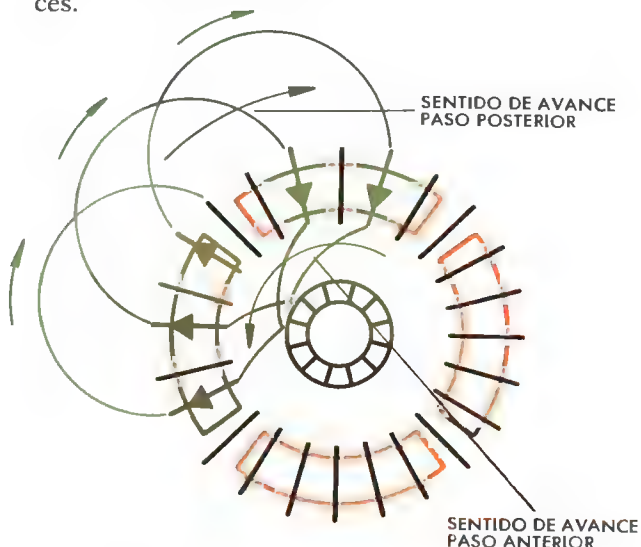 ces.
SENTIDO DE AVANCE
PASO POSTERIOR
SENTIDO DE AVANCE
PASO ANTERIOR